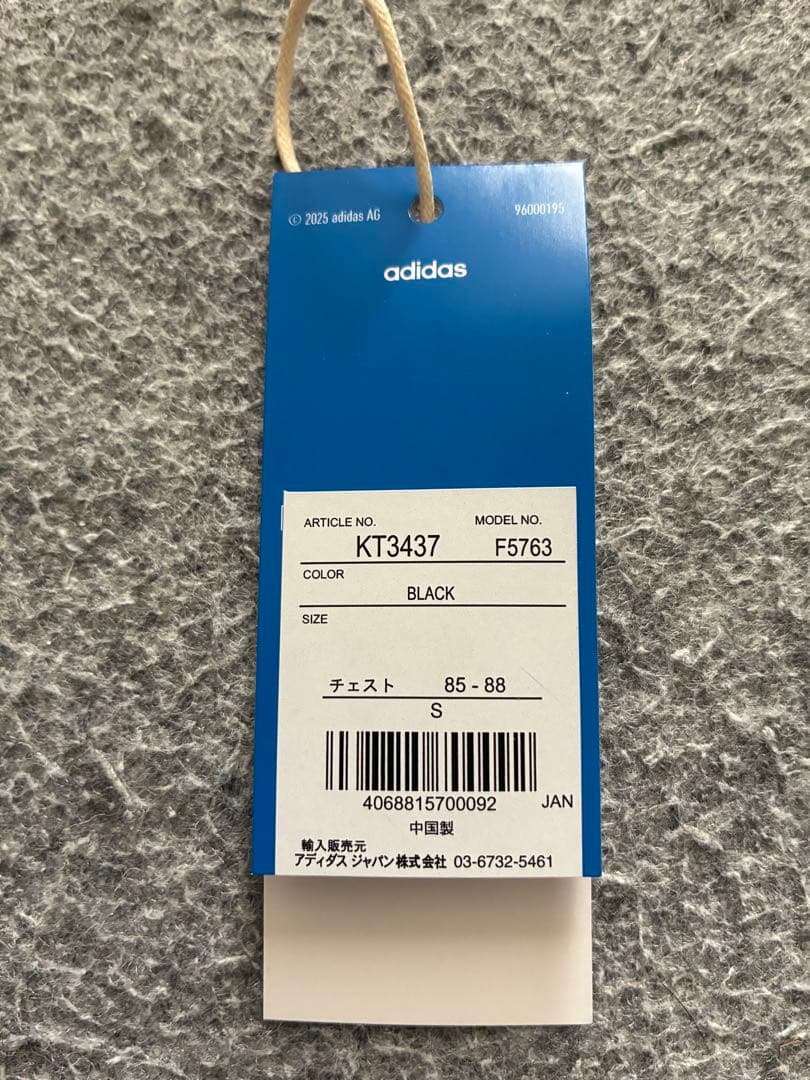 © 2025 adidas AG 96000195
adidas
ARTICLE NO. MODEL NO.
KT3437 F5763
COLOR
BLACK
SIZE
チェスト 85 - 88
S
4068815700092 JAN
中国製
輸入販売元
アディダス ジャパン株式会社 03-6732-5461